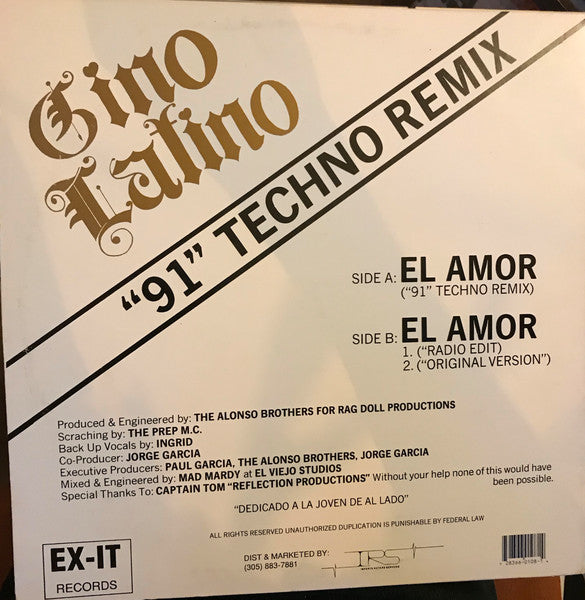 Gino
Latino
"91" TECHNO REMIX
SIDE A: EL AMOR
("91" TECHNO REMIX)
SIDE B: EL AMOR
1. ("RADIO EDIT)
2. ("ORIGINAL VERSION")
Produced & Engineered by: THE ALONSO BROTHERS FOR RAG DOLL PRODUCTIONS
Scraching by: THE PREP M.C.
Back Up Vocals by: INGRID
Co-Producer: JORGE GARCIA
Executive Producers: PAUL GARCIA, THE ALONSO BROTHERS, JORGE GARCIA
Mixed & Engineered by: MAD MARDY at EL VIEJO STUDIOS
Special Thanks To: CAPTAIN TOM "REFLECTION PRODUCTIONS" Without your help none of this would have
been possible.
"DEDICADO A LA JOVEN DE AL LADO"
ALL RIGHTS RESERVED UNAUTHORIZED DUPLICATION IS PUNISHABLE BY FEDERAL LAW
EX-IT
RECORDS
DIST & MARKETED BY:
(305) 883-7881
IRS